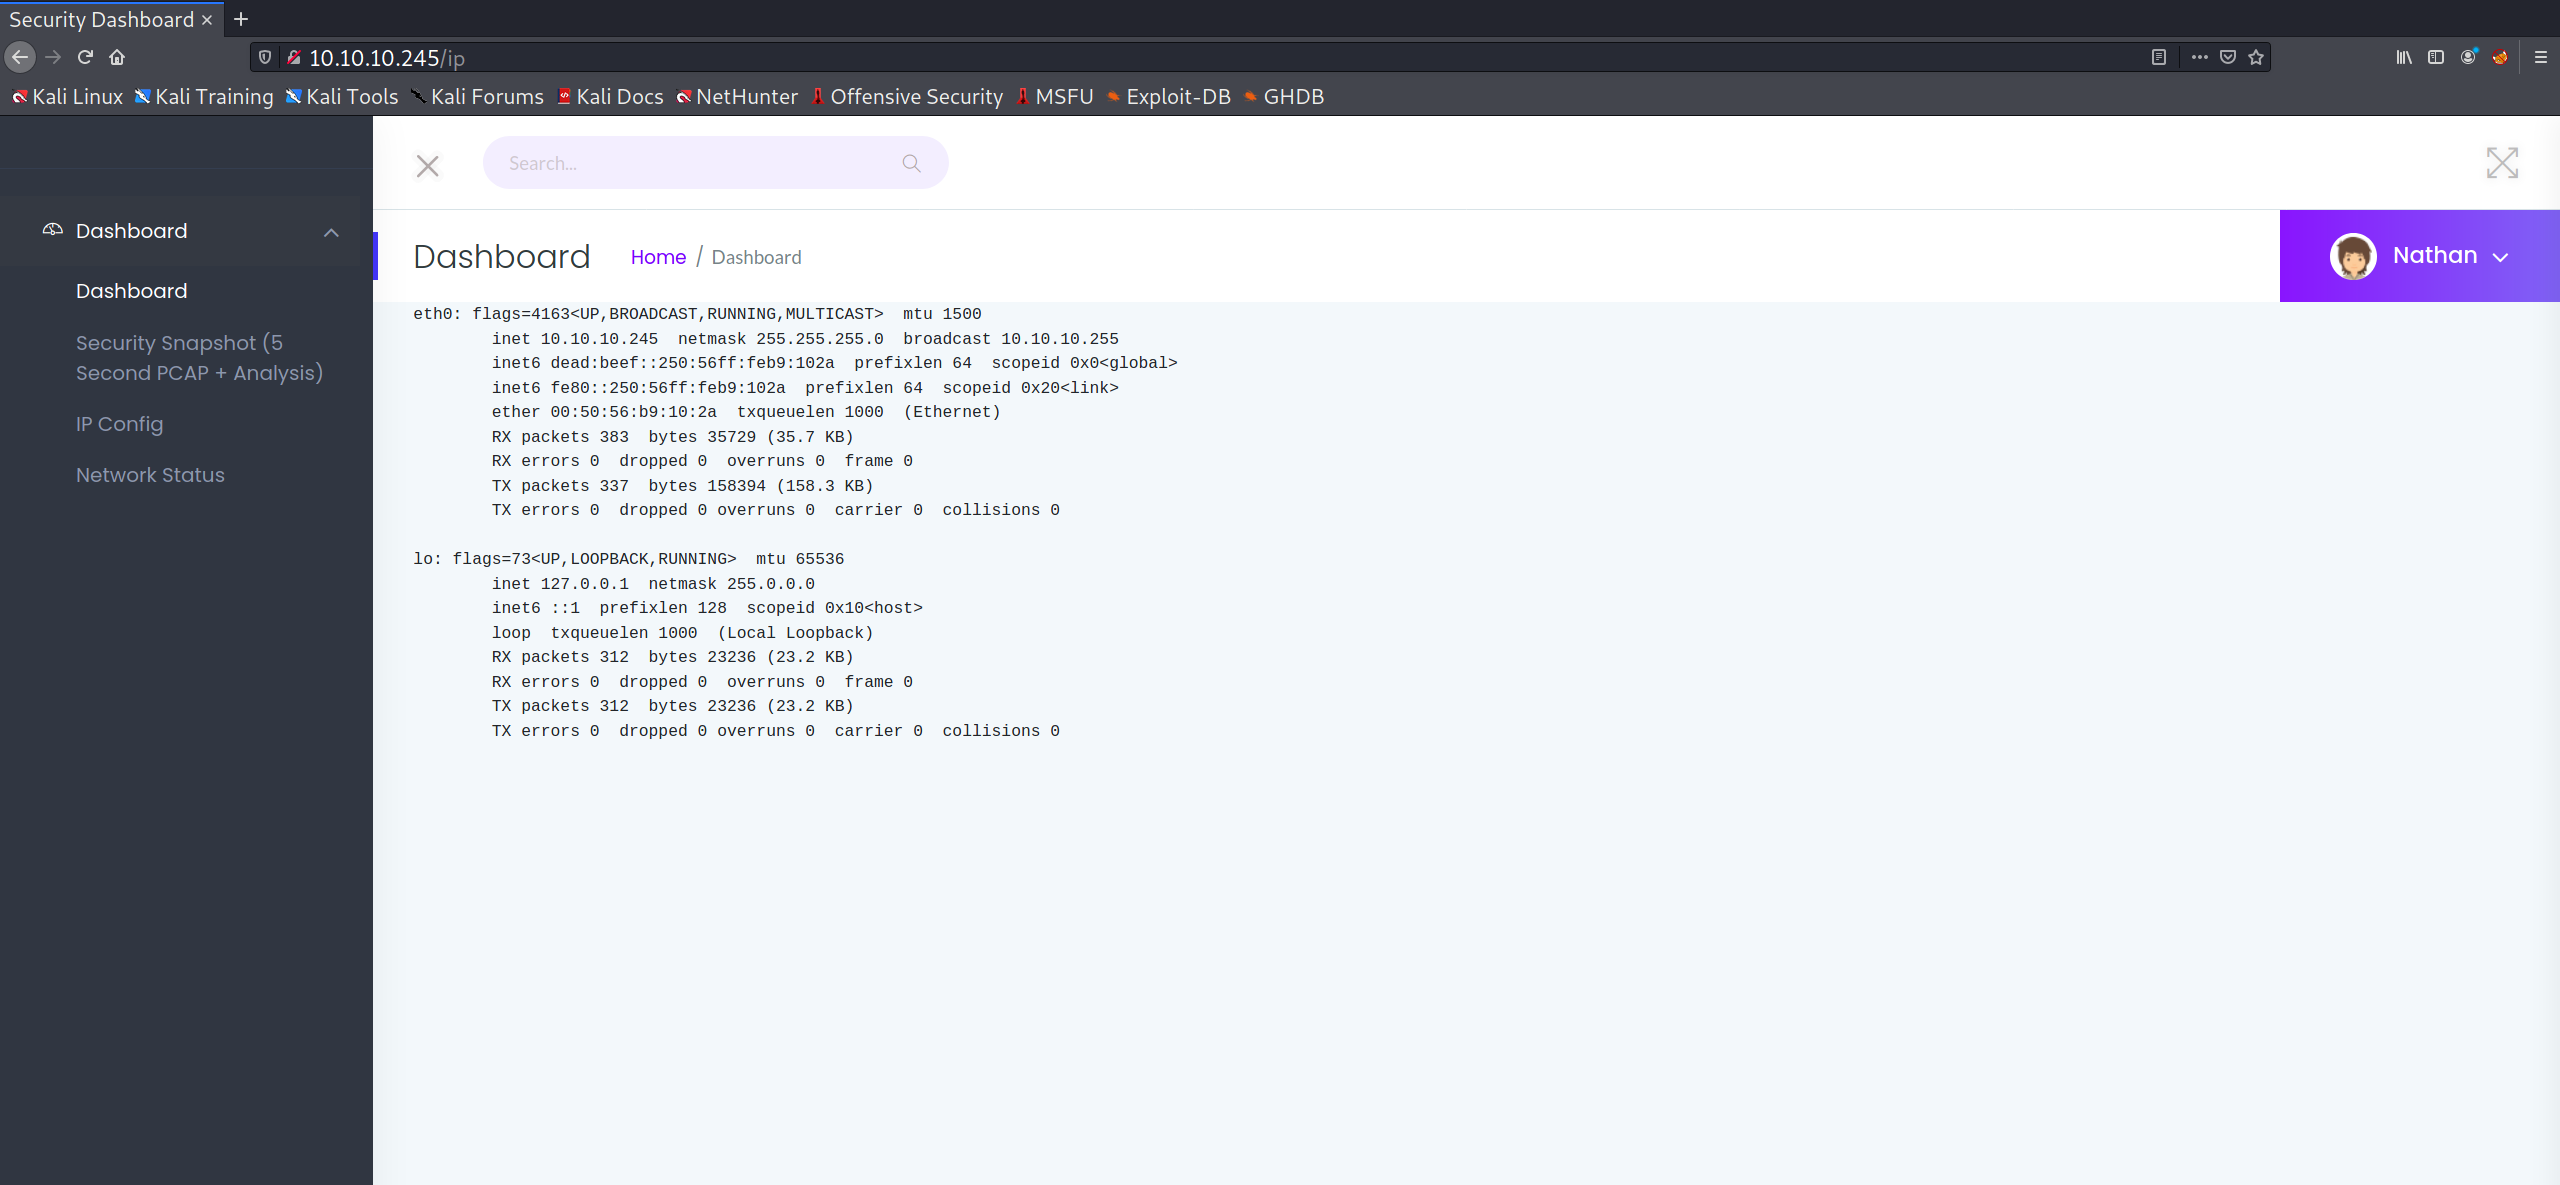 Security Dashboard
10.10.10.245/ip
Kali Linux Kali Training Kali Tools Kali Forums Kali Docs NetHunter Offensive Security MSFU Exploit-DB GHDB
Search...
Dashboard
Dashboard
Security Snapshot (5
Second PCAP + Analysis)
IP Config
Network Status
Dashboard Home / Dashboard
Nathan
eth0: flags=4163<UP,BROADCAST,RUNNING,MULTICAST>  mtu 1500
        inet 10.10.10.245  netmask 255.255.255.0  broadcast 10.10.10.255
        inet6 dead:beef::250:56ff:feb9:102a  prefixlen 64  scopeid 0x0<global>
        inet6 fe80::250:56ff:feb9:102a  prefixlen 64  scopeid 0x20<link>
        ether 00:50:56:b9:10:2a  txqueuelen 1000  (Ethernet)
        RX packets 383  bytes 35729 (35.7 KB)
        RX errors 0  dropped 0  overruns 0  frame 0
        TX packets 337  bytes 158394 (158.3 KB)
        TX errors 0  dropped 0 overruns 0  carrier 0  collisions 0
lo: flags=73<UP,LOOPBACK,RUNNING>  mtu 65536
        inet 127.0.0.1  netmask 255.0.0.0
        inet6 ::1  prefixlen 128  scopeid 0x10<host>
        loop  txqueuelen 1000  (Local Loopback)
        RX packets 312  bytes 23236 (23.2 KB)
        RX errors 0  dropped 0  overruns 0  frame 0
        TX packets 312  bytes 23236 (23.2 KB)
        TX errors 0  dropped 0 overruns 0  carrier 0  collisions 0